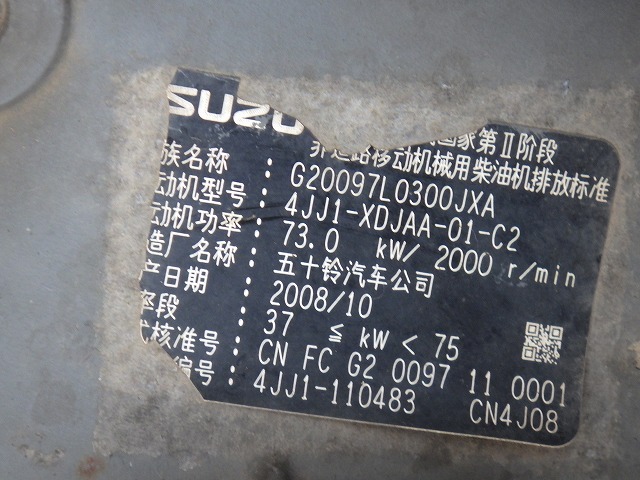 SUZU
国家第Ⅱ阶段
非道路移动机械用柴油机排放标准
族名称 : G20097L0300JXA
动机型号 : 4JJ1-XDJAA-01-C2
动机功率 : 73.0 kW/ 2000 r/min
造厂名称 : 五十铃汽车公司
产日期 : 2008/10
率段 : 37 ≦ kW < 75
式核准号 : CN FC G2 0097 11 0001
编号 : 4JJ1-110483
CN4J08